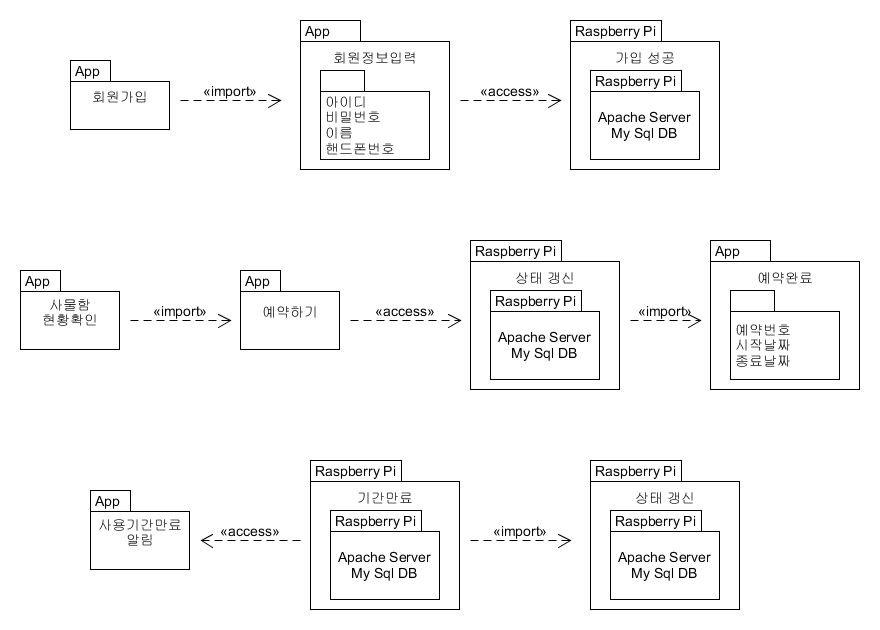 App
회원가입
«import»
App
회원정보입력
아이디
비밀번호
이름
핸드폰번호
«access»
Raspberry Pi
가입 성공
Raspberry Pi
Apache Server
My Sql DB
App
사물함
현황확인
«import»
App
예약하기
«access»
Raspberry Pi
상태 갱신
Raspberry Pi
Apache Server
My Sql DB
«import»
App
예약완료
예약번호
시작날짜
종료날짜
App
사용기간만료
알림
«access»
Raspberry Pi
기간만료
Raspberry Pi
Apache Server
My Sql DB
«import»
Raspberry Pi
상태 갱신
Raspberry Pi
Apache Server
My Sql DB